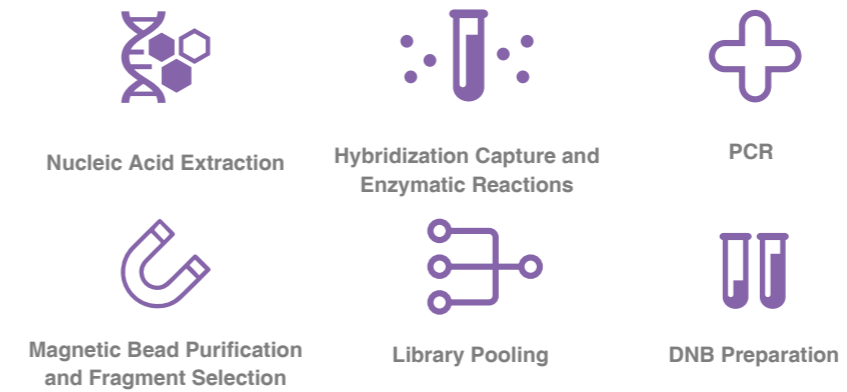 Nucleic Acid Extraction
Hybridization Capture and
Enzymatic Reactions
PCR
Magnetic Bead Purification
and Fragment Selection
Library Pooling
DNB Preparation